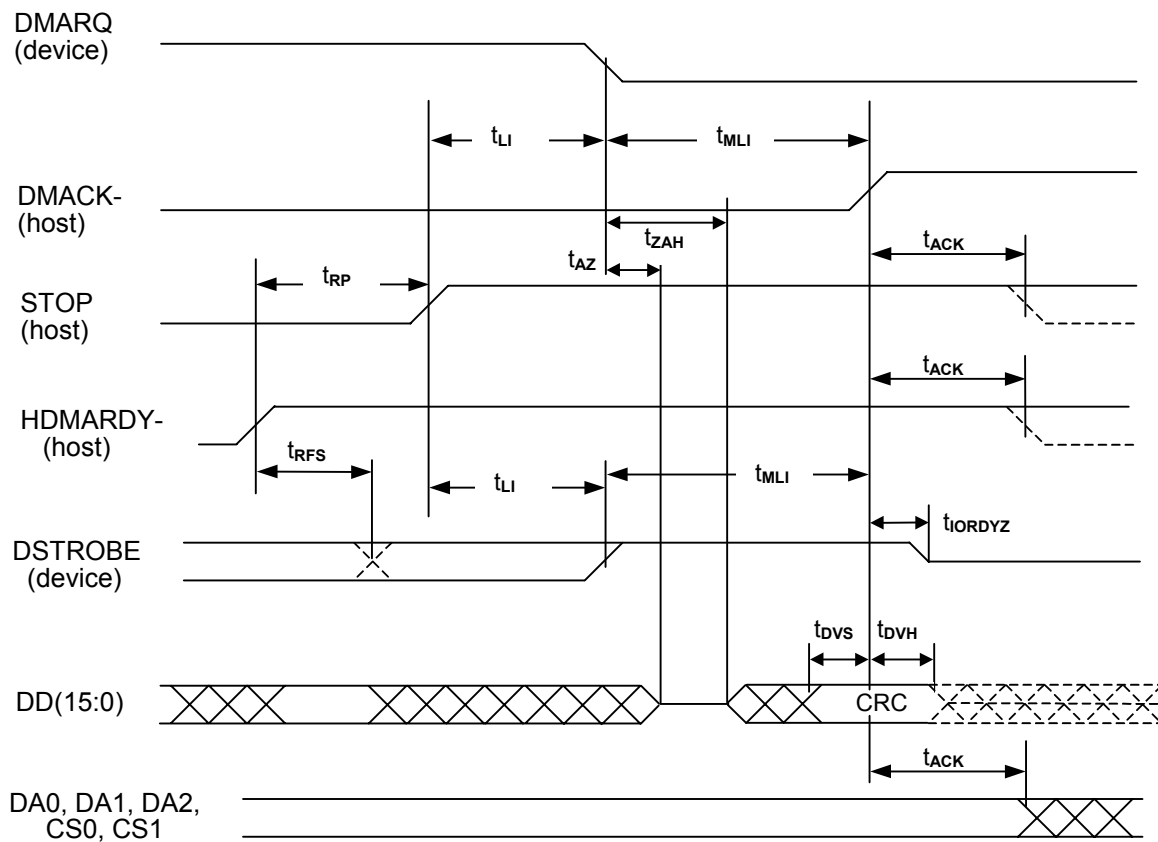 DMARQ
(device)
tLI
tMLI
DMACK-
(host)
tZAH
tACK
tAZ
tRP
STOP
(host)
tACK
HDMARDY-
(host)
tRFS
tLI
tMLI
tIORDYZ
DSTROBE
(device)
tDVS
tDVH
DD(15:0)
CRC
tACK
DA0, DA1, DA2,
CS0, CS1